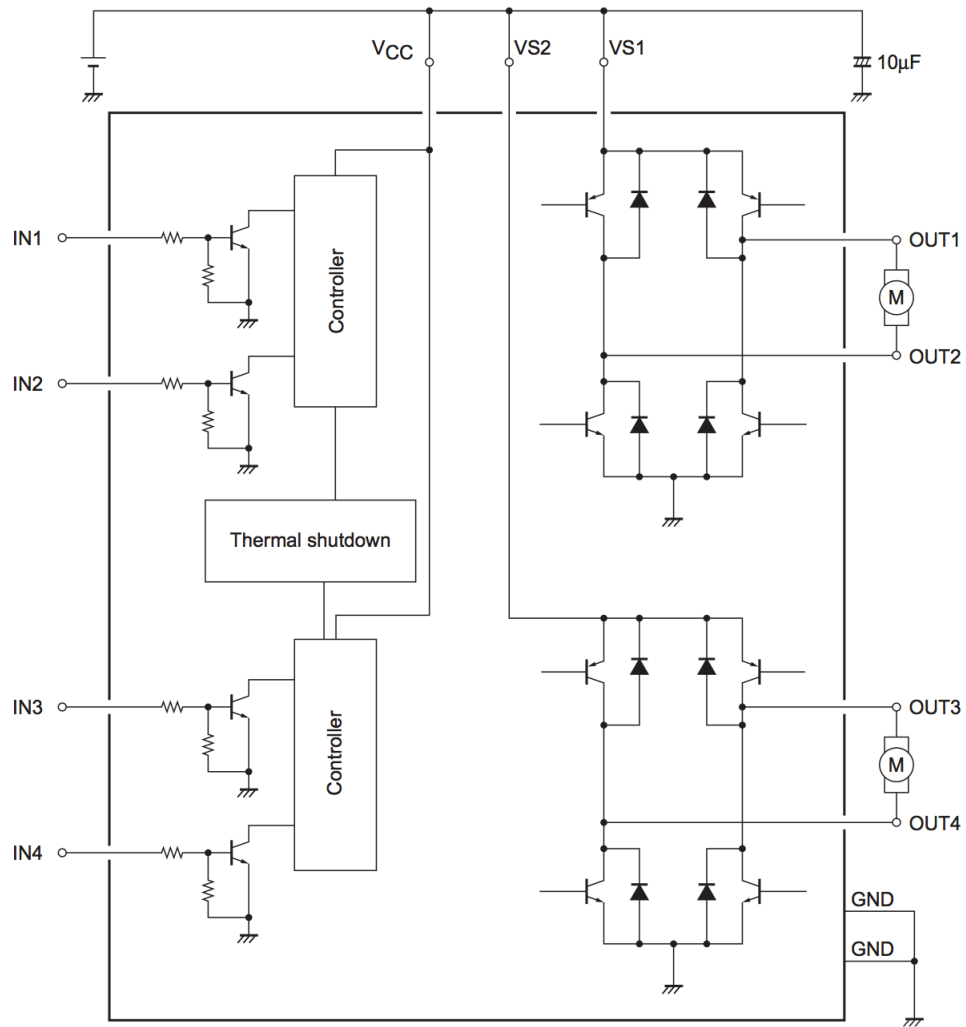 VCC
VS2
VS1
10μF
IN1
Controller
OUT1
M
IN2
OUT2
Thermal shutdown
IN3
Controller
OUT3
M
IN4
OUT4
GND
GND